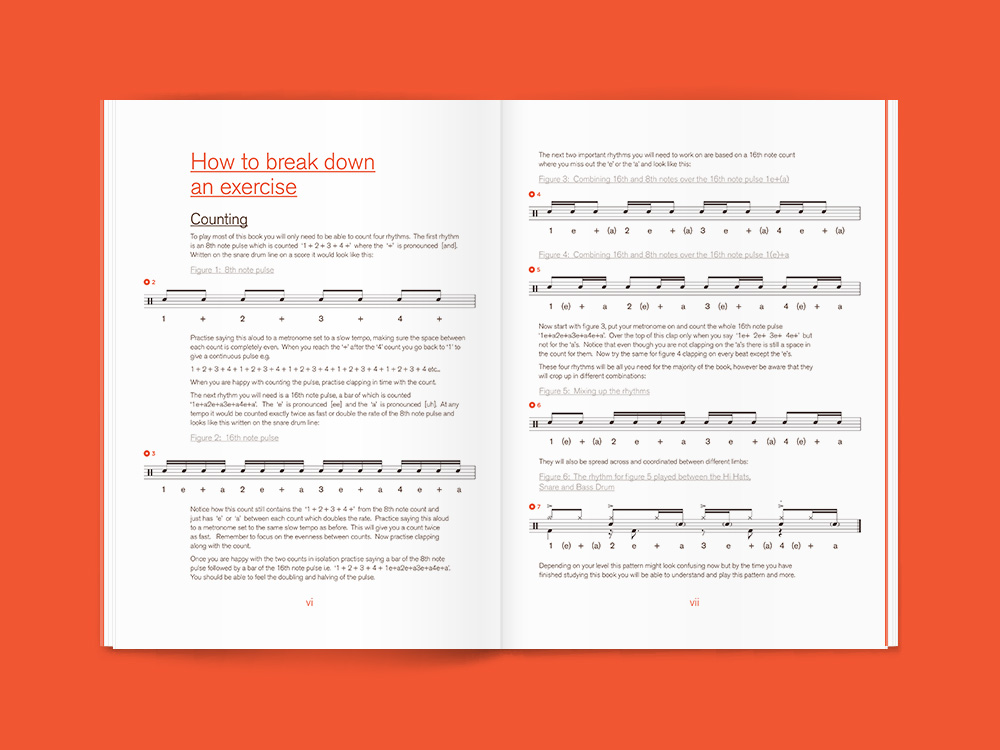 How to break down
an exercise
Counting
To play most of this book you will only need to be able to count four rhythms. The first rhythm
is an 8th note pulse which is counted '1 + 2 + 3 + 4 +' where the '+' is pronounced [and].
Written on the snare drum line on a score it would look like this:
Figure 1: 8th note pulse
2
1 + 2 + 3 + 4 +
Practise saying this aloud to a metronome set to a slow tempo, making sure the space between
each count is completely even. When you reach the '+' after the '4' count you go back to '1' to
give a continuous pulse e.g.
1 + 2 + 3 + 4 + 1 + 2 + 3 + 4 + 1 + 2 + 3 + 4 + 1 + 2 + 3 + 4 + 1 + 2 + 3 + 4 etc...
When you are happy with counting the pulse, practise clapping in time with the count.
The next rhythm you will need is a 16th note pulse, a bar of which is counted
'1e+a2e+a3e+a4e+a'. The 'e' is pronounced [ee] and the 'a' is pronounced [uh]. At any
tempo it would be counted exactly twice as fast or double the rate of the 8th note pulse and
looks like this written on the snare drum line:
Figure 2: 16th note pulse
3
1 e + a 2 e + a 3 e + a 4 e + a
Notice how this count still contains the '1 + 2 + 3 + 4 +' from the 8th note count and
just has 'e' or 'a' between each count which doubles the rate. Practice saying this aloud
to a metronome set to the same slow tempo as before. This will give you a count twice
as fast. Remember to focus on the evenness between counts. Now practise clapping
along with the count.
Once you are happy with the two counts in isolation practise saying a bar of the 8th note
pulse followed by a bar of the 16th note pulse i.e. '1 + 2 + 3 + 4 + 1e+a2e+a3e+a4e+a'.
You should be able to feel the doubling and halving of the pulse.
vi
The next two important rhythms you will need to work on are based on a 16th note count
where you miss out the 'e' or the 'a' and look like this:
Figure 3: Combining 16th and 8th notes over the 16th note pulse 1e+(a)
4
1 e + (a) 2 e + (a) 3 e + (a) 4 e + (a)
Figure 4: Combining 16th and 8th notes over the 16th note pulse 1(e)+a
5
1 (e) + a 2 (e) + a 3 (e) + a 4 (e) + a
Now start with figure 3, put your metronome on and count the whole 16th note pulse
'1e+a2e+a3e+a4e+a'. Over the top of this clap only when you say '1e+ 2e+ 3e+ 4e+' but
not for the 'a's. Notice that even though you are not clapping on the 'a's there is still a space in
the count for them. Now try the same for figure 4 clapping on every beat except the 'e's.
These four rhythms will be all you need for the majority of the book, however be aware that they
will crop up in different combinations:
Figure 5: Mixing up the rhythms
6
1 (e) + (a) 2 e + a 3 e + (a) 4 (e) + a
They will also be spread across and coordinated between different limbs:
Figure 6: The rhythm for figure 5 played between the Hi Hats,
Snare and Bass Drum
7
1 (e) + (a) 2 e + a 3 e + (a) 4 (e) + a
Depending on your level this pattern might look confusing now but by the time you have
finished studying this book you will be able to understand and play this pattern and more.
vii